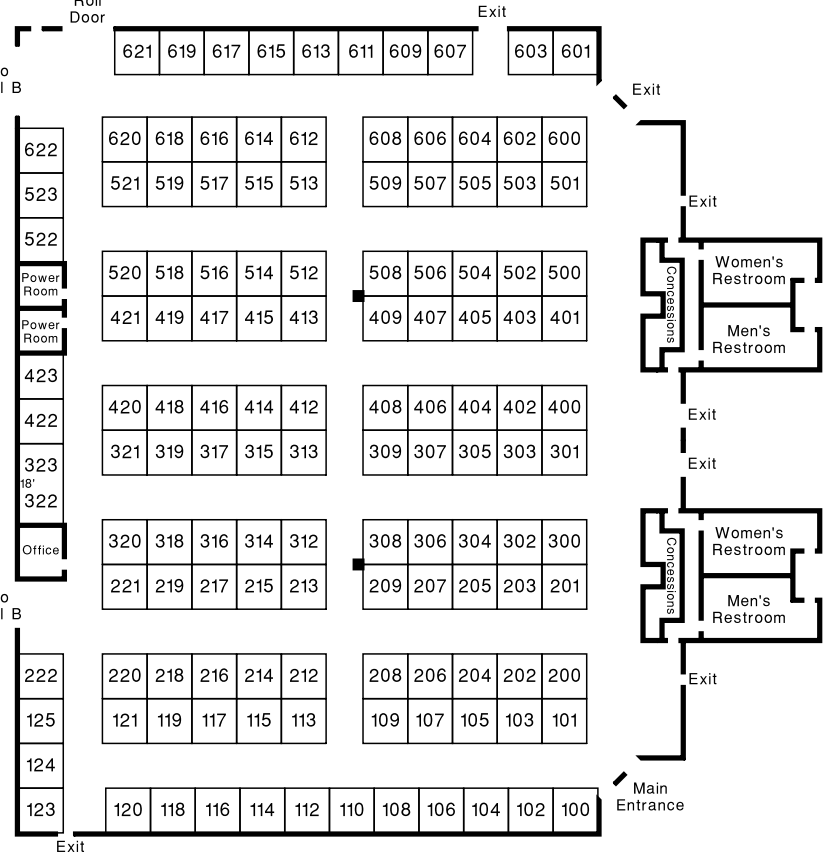 Roll
Door
Exit
621 619 617 615 613 611 609 607 603 601
o
l B
Exit
620 618 616 614 612 608 606 604 602 600
622
521 519 517 515 513 509 507 505 503 501
523
Exit
522
520 518 516 514 512 508 506 504 502 500
Power
Room
Women's
Restroom
Concessions
421 419 417 415 413 409 407 405 403 401
Power
Room
Men's
Restroom
423
420 418 416 414 412 408 406 404 402 400
422
Exit
321 319 317 315 313 309 307 305 303 301
323
Exit
18'
322
320 318 316 314 312 308 306 304 302 300
Office
Women's
Restroom
Concessions
221 219 217 215 213 209 207 205 203 201
Men's
Restroom
o
l B
222
220 218 216 214 212 208 206 204 202 200
Exit
125
121 119 117 115 113 109 107 105 103 101
124
123
120 118 116 114 112 110 108 106 104 102 100
Main
Entrance
Exit